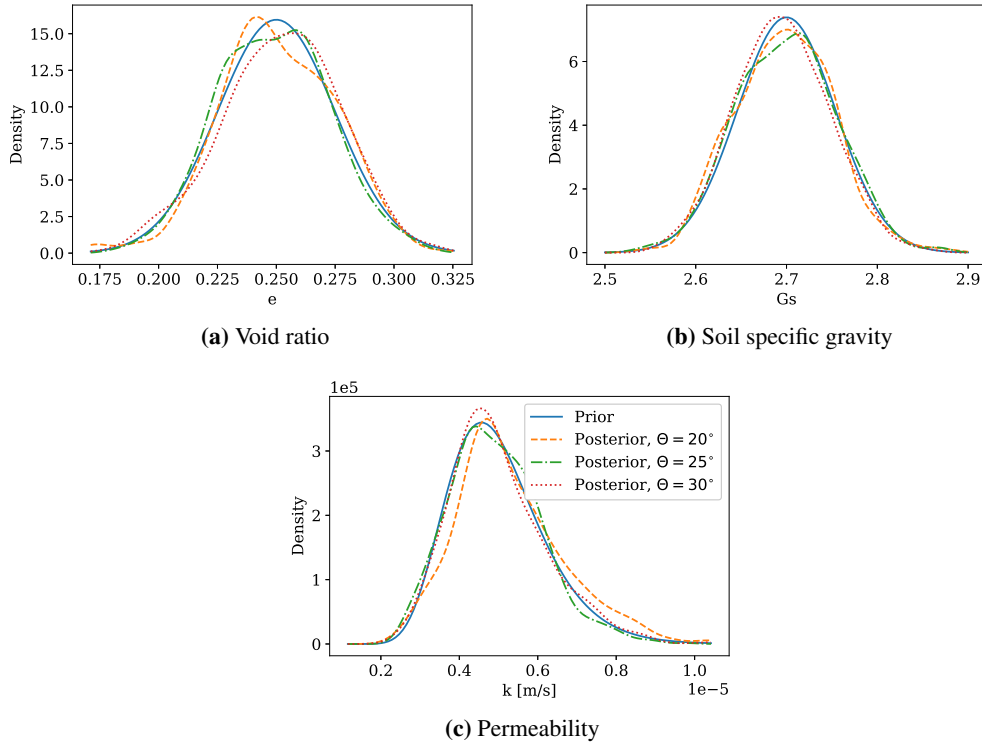 15.0
12.5
10.0
7.5
5.0
2.5
0.0
Density
0.175 0.200 0.225 0.250 0.275 0.300 0.325
e
(a) Void ratio
6
4
2
0
Density
2.5 2.6 2.7 2.8 2.9
Gs
(b) Soil specific gravity
1e5
3
2
1
0
Density
Prior
Posterior, Θ = 20°
Posterior, Θ = 25°
Posterior, Θ = 30°
0.2 0.4 0.6 0.8 1.0
k [m/s]
1e−5
(c) Permeability